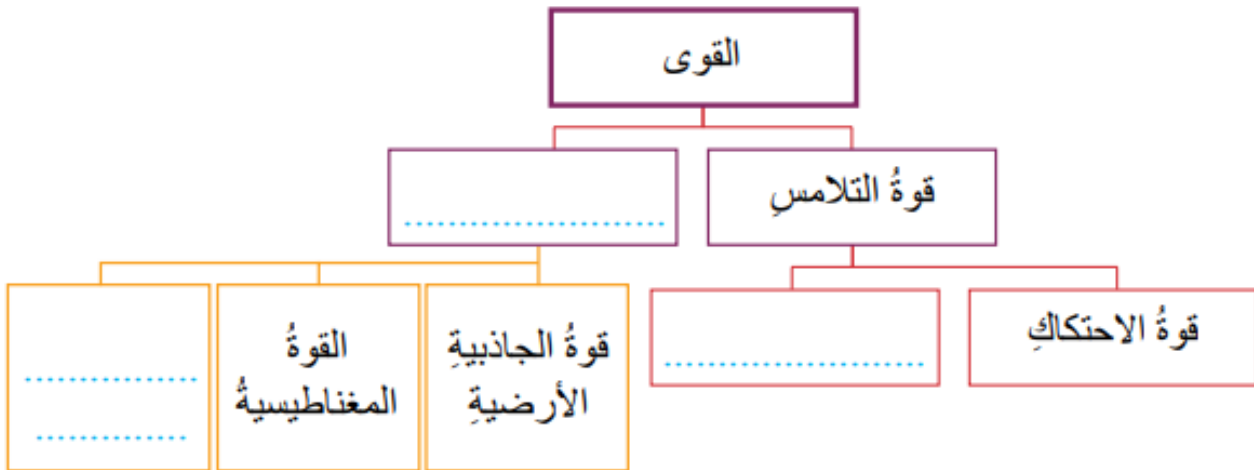 القوى
قوةُ التلامسِ
........................
قوةُ الاحتكاكِ
........................
قوةُ الجاذبيةِ
الأرضيةِ
القوةُ
المغناطيسيةُ
................
..............